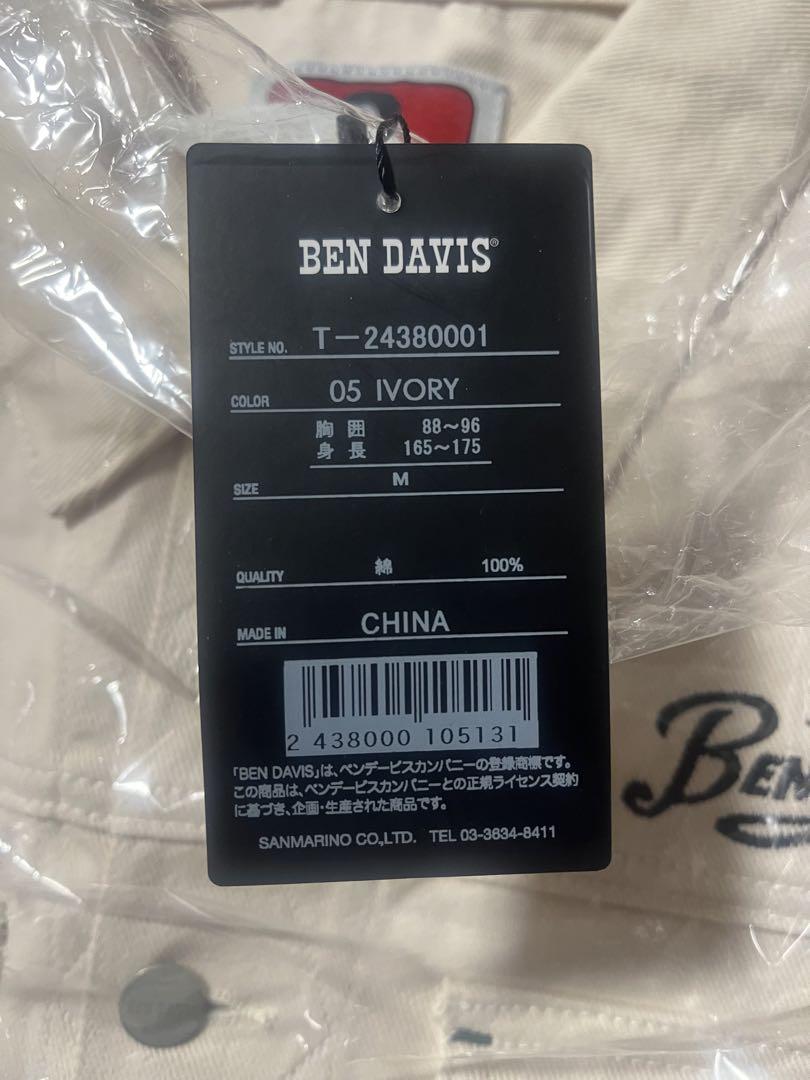 BEN DAVIS®
STYLE NO. T-24380001
COLOR 05 IVORY
胸囲 88～96
身長 165～175
SIZE M
QUALITY 綿 100%
MADE IN CHINA
2 438000 105131
「BEN DAVIS」は、ベンデービスカンパニーの登録商標です。
この商品は、ベンデービスカンパニーとの正規ライセンス契約
に基づき、企画・生産された商品です。
SANMARINO CO.,LTD. TEL 03-3634-8411
BEN